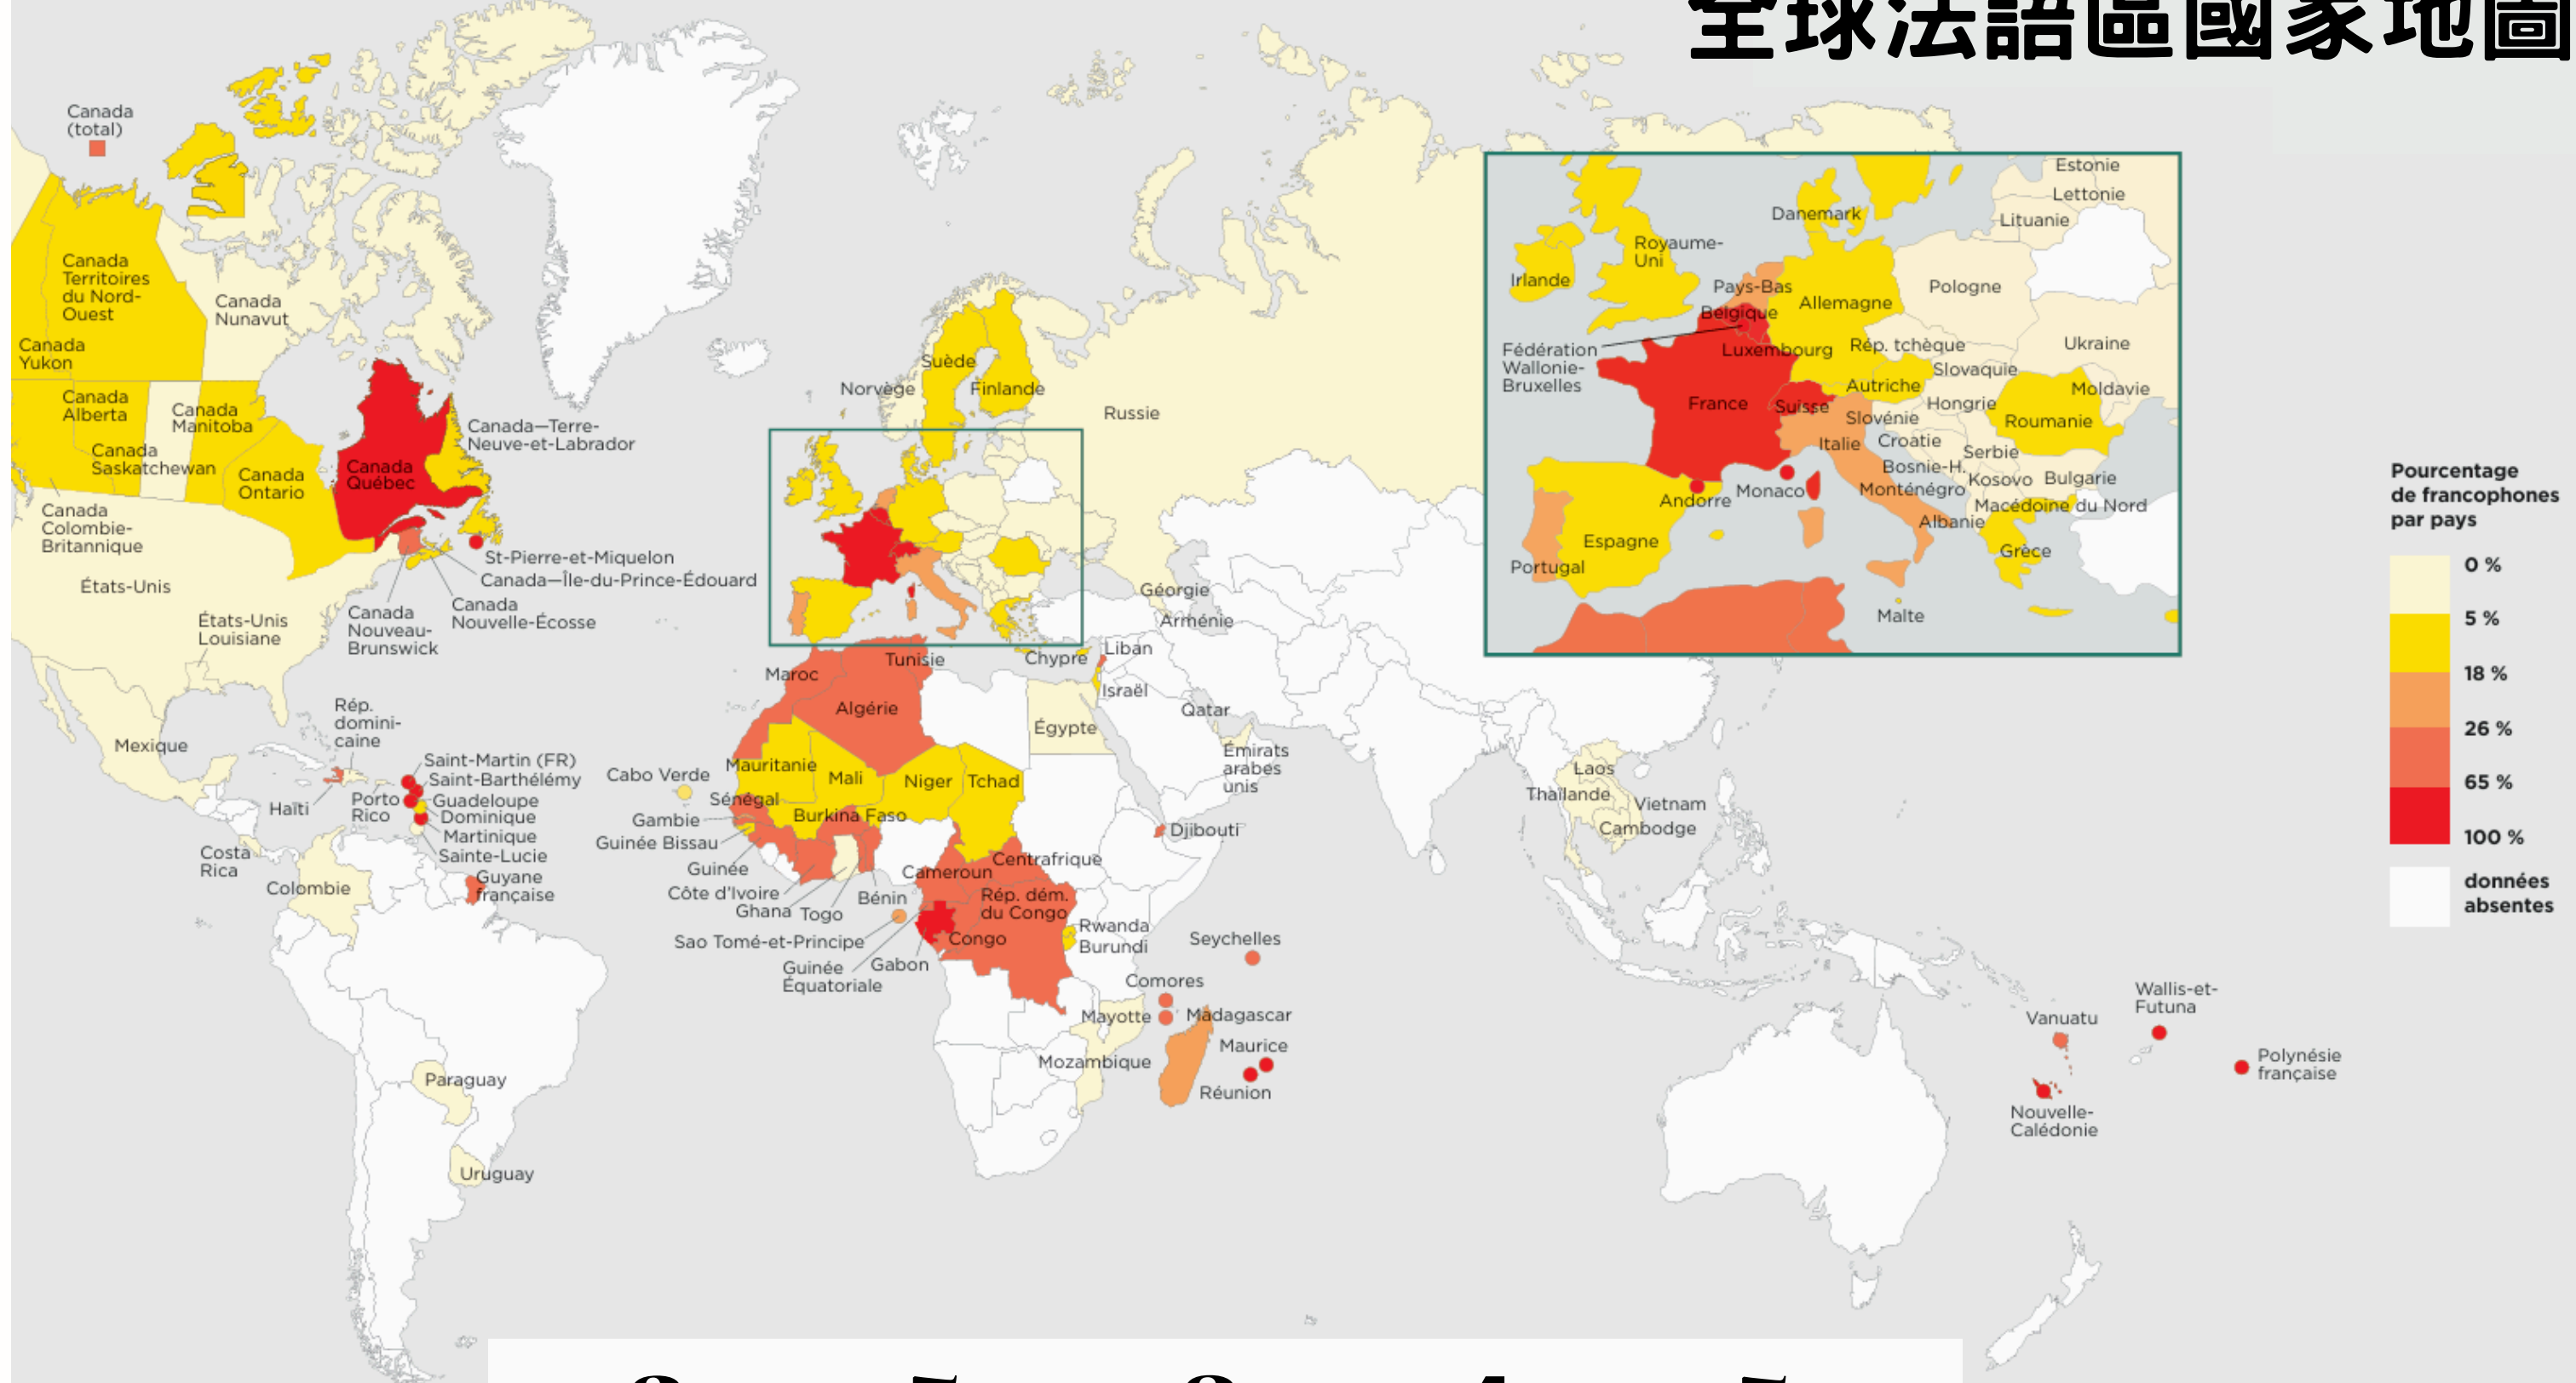 全球法語區國家地圖
Canada
(total)
Canada
Territoires
du Nord-
Ouest
Canada
Nunavut
Canada
Yukon
Canada
Alberta
Canada
Manitoba
Canada
Saskatchewan
Canada
Ontario
Canada
Québec
Canada—Terre-
Neuve-et-Labrador
Canada
Colombie-
Britannique
St-Pierre-et-Miquelon
Canada—Île-du-Prince-Édouard
Canada
Nouvelle-Écosse
Canada
Nouveau-
Brunswick
États-Unis
États-Unis
Louisiane
Mexique
Rép.
domini-
caine
Haïti
Porto
Rico
Saint-Martin (FR)
Saint-Barthélémy
Guadeloupe
Dominique
Martinique
Sainte-Lucie
Costa
Rica
Colombie
Guyane
française
Paraguay
Uruguay
Norvège
Suède
Finlande
Russie
Géorgie
Arménie
Chypre
Liban
Israël
Qatar
Émirats
arabes
unis
Égypte
Tunisie
Maroc
Algérie
Mauritanie
Mali
Niger
Tchad
Cabo Verde
Sénégal
Gambie
Guinée Bissau
Guinée
Burkina Faso
Côte d'Ivoire
Ghana
Togo
Bénin
Sao Tomé-et-Principe
Guinée
Équatoriale
Gabon
Cameroun
Centrafrique
Rép. dém.
du Congo
Congo
Rwanda
Burundi
Djibouti
Seychelles
Comores
Mayotte
Madagascar
Maurice
Réunion
Mozambique
Laos
Thaïlande
Vietnam
Cambodge
Vanuatu
Wallis-et-
Futuna
Polynésie
française
Nouvelle-
Calédonie
Estonie
Lettonie
Lituanie
Danemark
Royaume-
Uni
Irlande
Pays-Bas
Belgique
Allemagne
Pologne
Fédération
Wallonie-
Bruxelles
Luxembourg
Rép. tchèque
Ukraine
Slovaquie
Autriche
Moldavie
France
Suisse
Slovénie
Hongrie
Roumanie
Italie
Croatie
Serbie
Bosnie-H.
Kosovo
Bulgarie
Andorre
Monaco
Monténégro
Macédoine du Nord
Albanie
Espagne
Grèce
Portugal
Malte
Pourcentage
de francophones
par pays
0 %
5 %
18 %
26 %
65 %
100 %
données
absentes